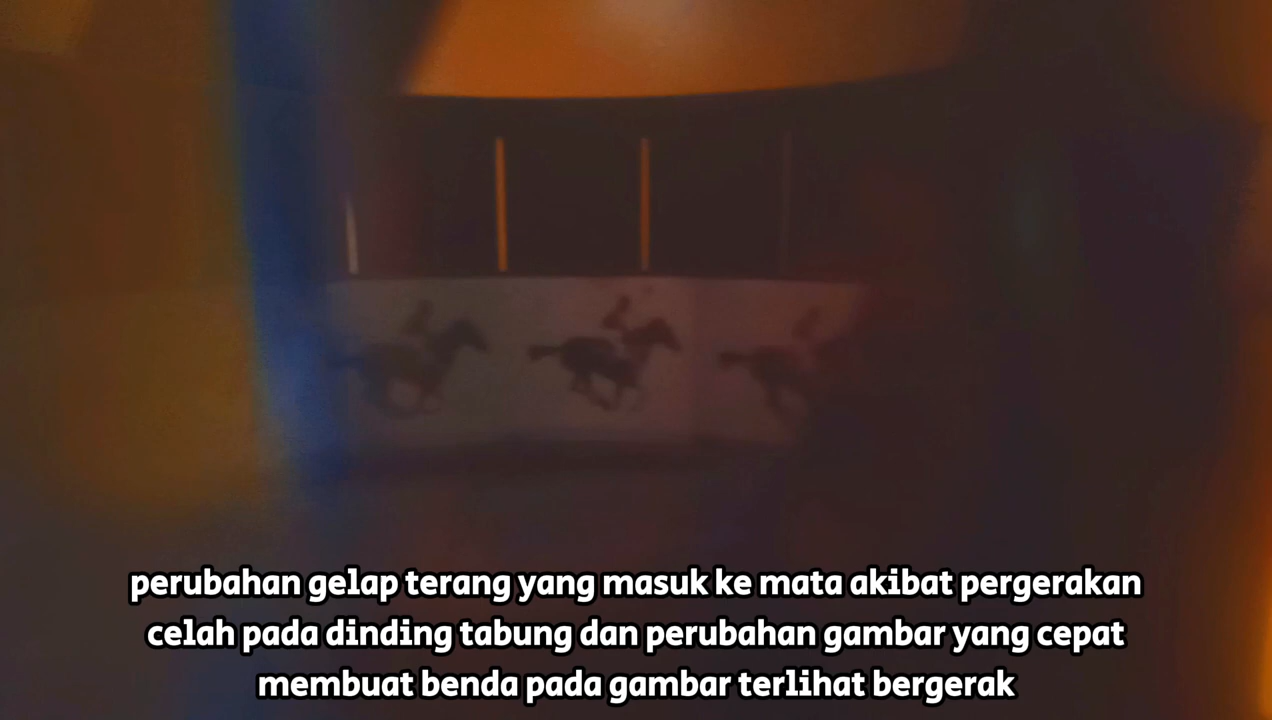 perubahan gelap terang yang masuk ke mata akibat pergerakan
celah pada dinding tabung dan perubahan gambar yang cepat
membuat benda pada gambar terlihat bergerak